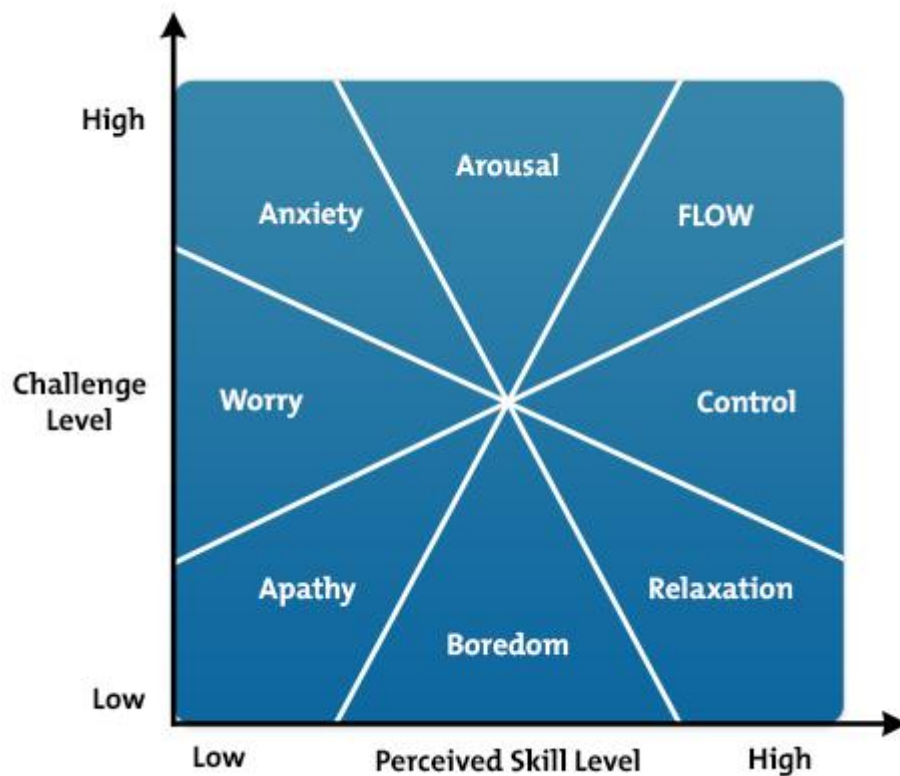 High
Arousal
Anxiety
FLOW
Challenge
Level
Worry
Control
Apathy
Relaxation
Boredom
Low
Low
Perceived Skill Level
High